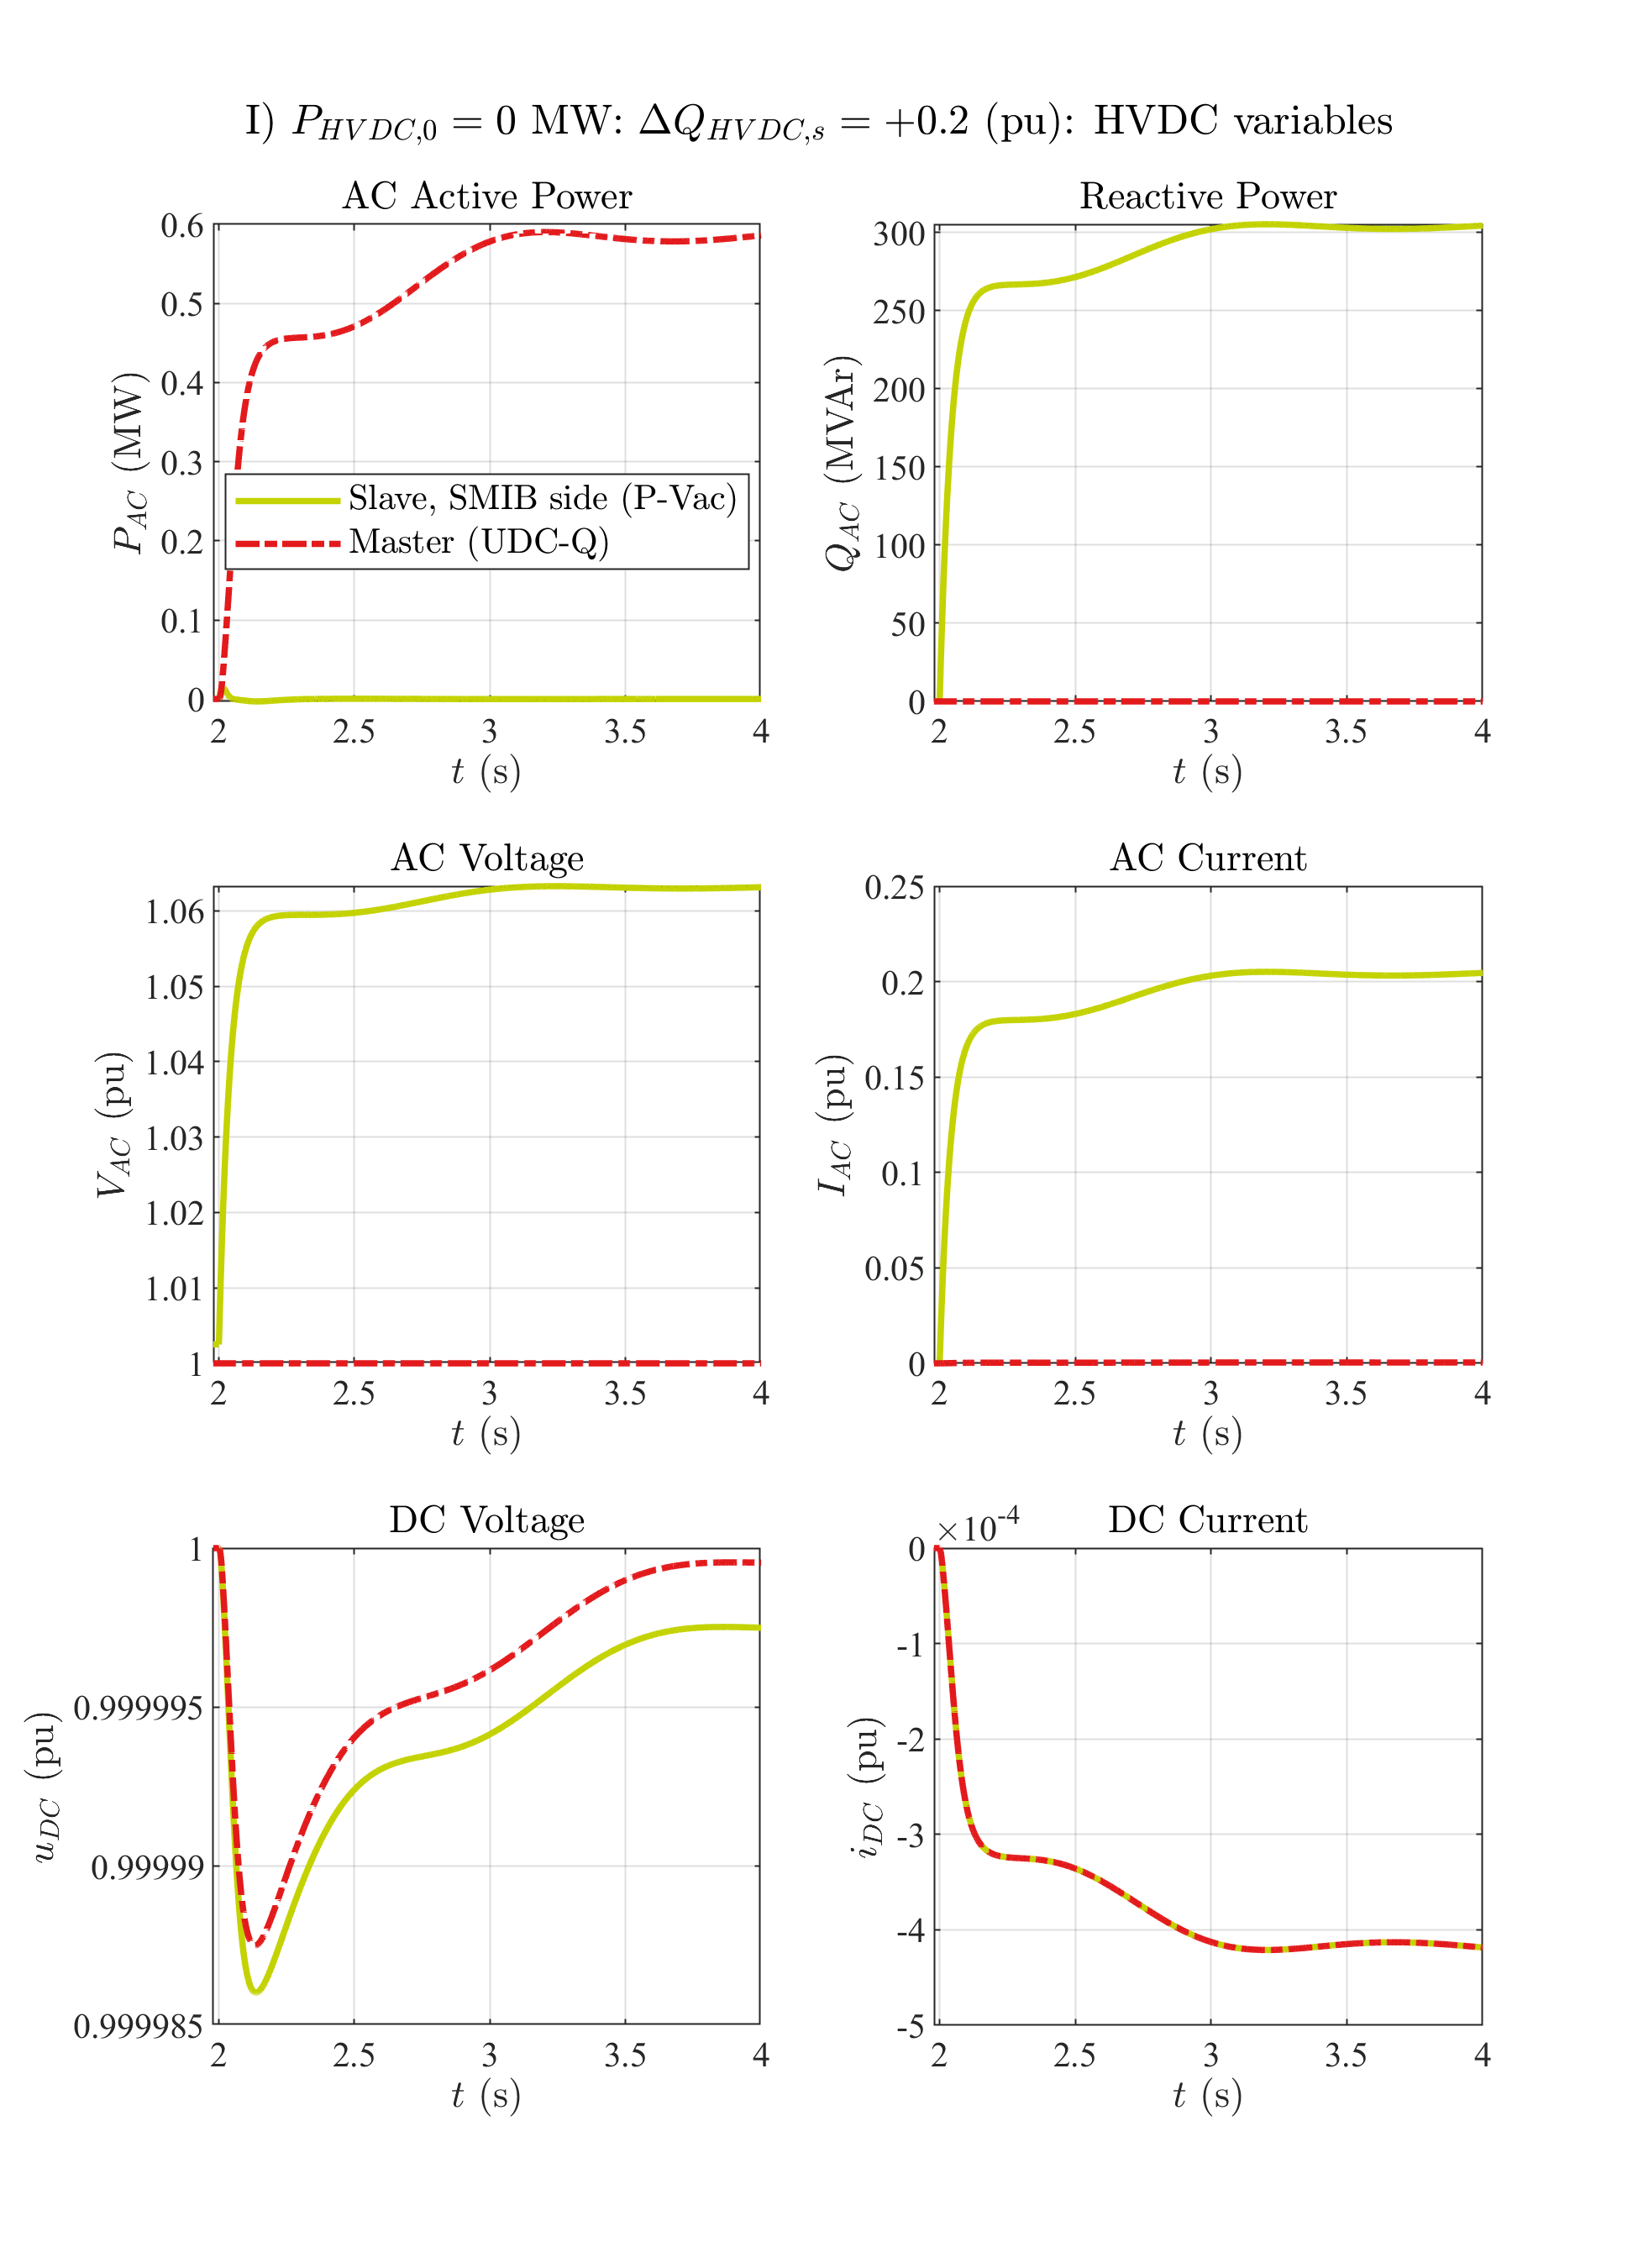 I) P_{HVDC,0} = 0 MW: ΔQ_{HVDC,s} = +0.2 (pu): HVDC variables
AC Active Power
0.6
0.5
0.4
0.3
0.2
0.1
0
P_{AC} (MW)
Slave, SMIB side (P-Vac)
Master (UDC-Q)
2 2.5 3 3.5 4
t (s)
Reactive Power
300
250
200
150
100
50
0
Q_{AC} (MVAr)
2 2.5 3 3.5 4
t (s)
AC Voltage
1.06
1.05
1.04
1.03
1.02
1.01
1
V_{AC} (pu)
2 2.5 3 3.5 4
t (s)
AC Current
0.25
0.2
0.15
0.1
0.05
0
I_{AC} (pu)
2 2.5 3 3.5 4
t (s)
DC Voltage
1
0.999995
0.99999
0.999985
u_{DC} (pu)
2 2.5 3 3.5 4
t (s)
DC Current
×10^{-4}
0
-1
-2
-3
-4
-5
i_{DC} (pu)
2 2.5 3 3.5 4
t (s)